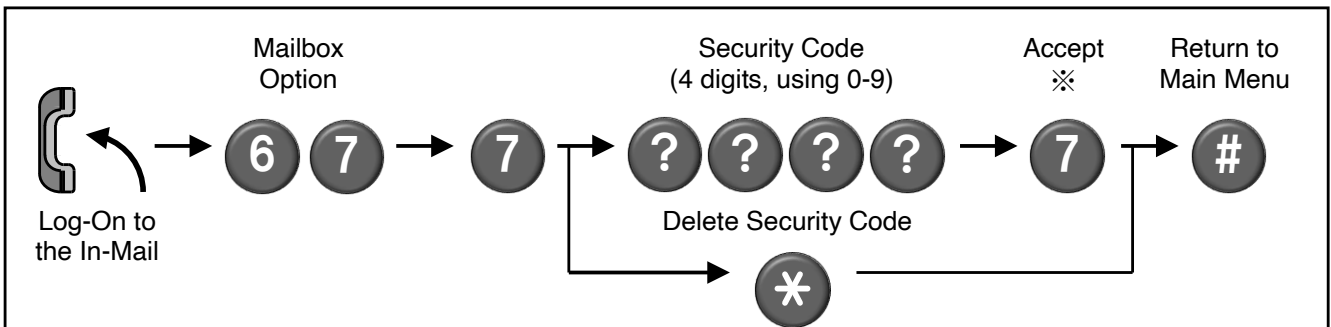 Mailbox
Option
Security Code
(4 digits, using 0-9)
Accept
※
Return to
Main Menu
6 7 7 ? ? ? ? 7 #
Log-On to
the In-Mail
Delete Security Code
*